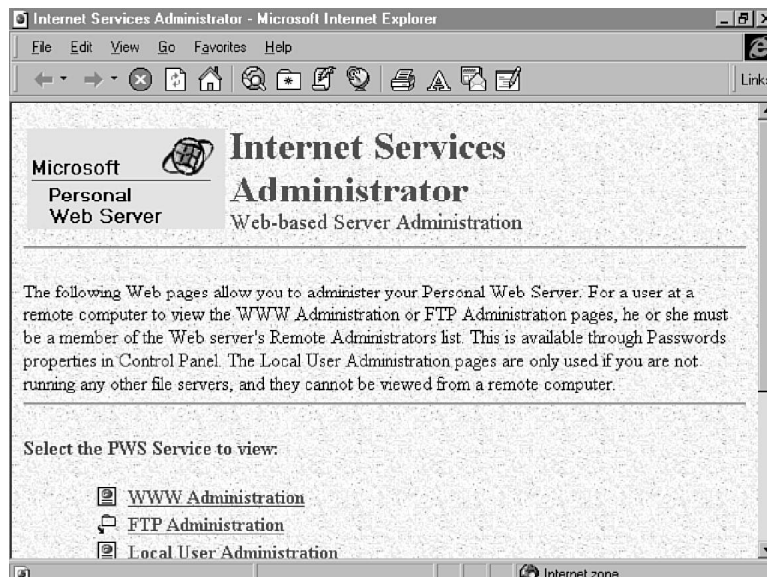 Internet Services Administrator - Microsoft Internet Explorer
File Edit View Go Favorites Help
Links
Microsoft
Personal
Web Server
Internet Services
Administrator
Web-based Server Administration
The following Web pages allow you to administer your Personal Web Server. For a user at a
remote computer to view the WWW Administration or FTP Administration pages, he or she must
be a member of the Web server's Remote Administrators list. This is available through Passwords
properties in Control Panel. The Local User Administration pages are only used if you are not
running any other file servers, and they cannot be viewed from a remote computer.
Select the PWS Service to view:
WWW Administration
FTP Administration
Local User Administration
Internet zone